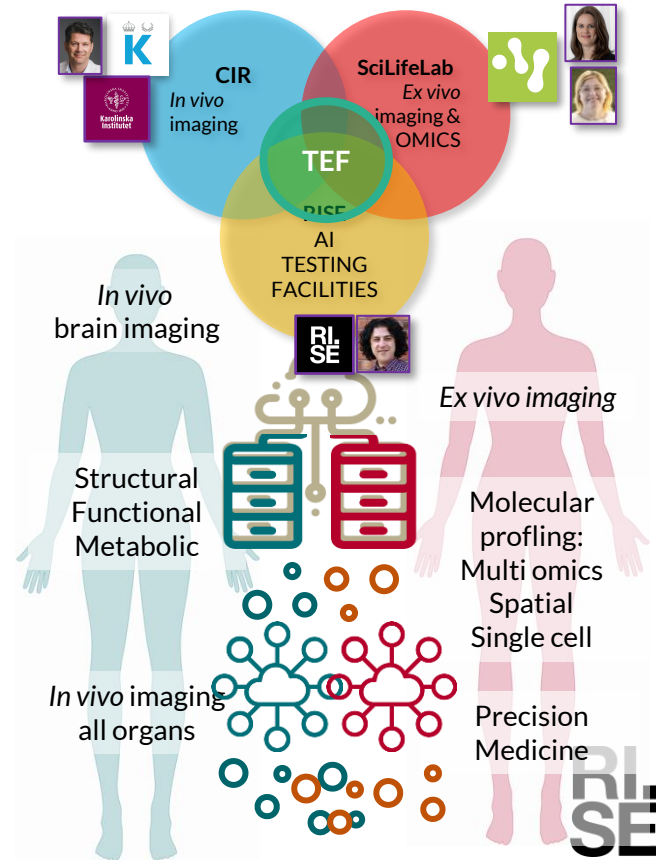 K
CIR
In vivo
imaging
Karolinska
Institutet
SciLifeLab
Ex vivo
imaging &
OMICS
TEF
RISE
AI
TESTING
FACILITIES
RI.
SE
In vivo
brain imaging
Ex vivo imaging
Structural
Functional
Metabolic
Molecular
profling:
Multi omics
Spatial
Single cell
In vivo imaging
all organs
Precision
Medicine
RI.
SE